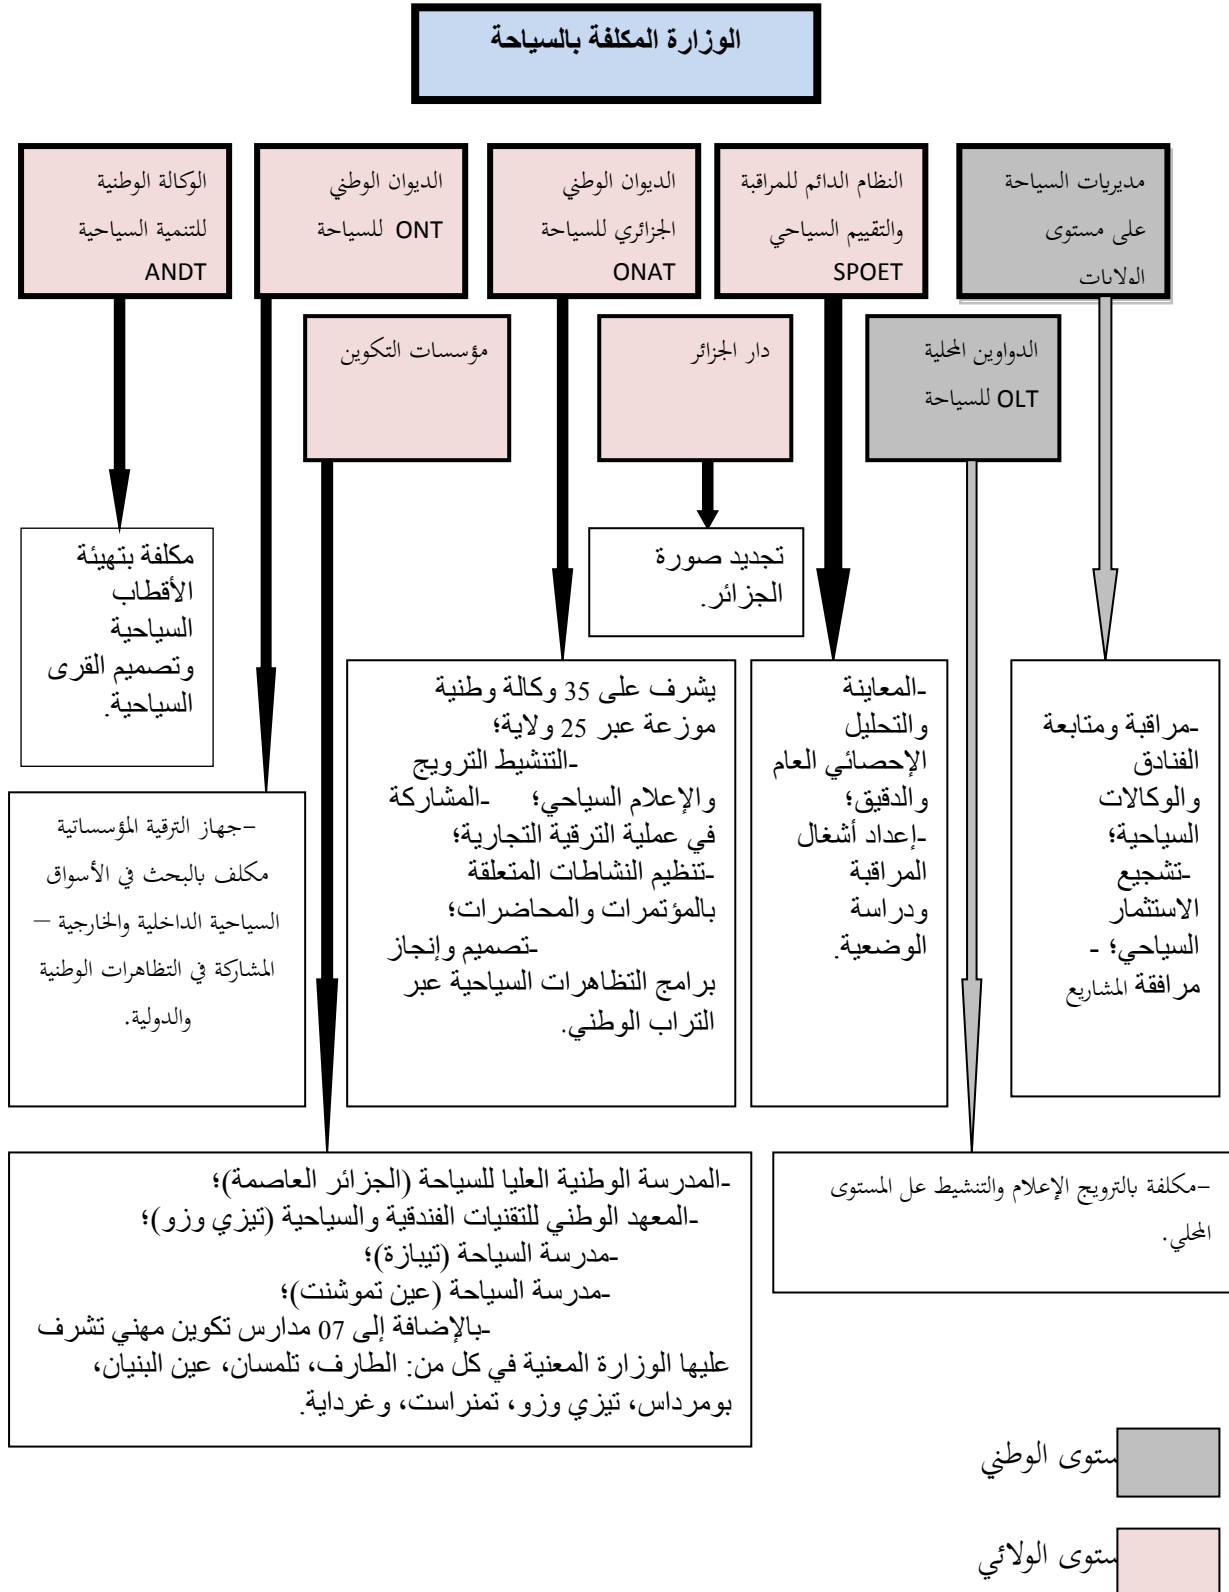 الوزارة المكلفة بالسياحة
مديريات السياحة
على مستوى
الولايات
النظام الدائم للمراقبة
والتقييم السياحي
SPOET
الديوان الوطني
الجزائري للسياحة
ONAT
الديوان الوطني
للسياحة ONT
الوكالة الوطنية
للتنمية السياحية
ANDT
الدواوين المحلية
للسياحة OLT
دار الجزائر
مؤسسات التكوين
مكلفة بتهيئة
الأقطاب
السياحية
وتصميم القرى
السياحية.
تجديد صورة
الجزائر.
-مراقبة ومتابعة
الفنادق
والوكالات
السياحية؛
-تشجيع
الاستثمار
السياحي؛ -
مرافقة المشاريع
-المعاينة
والتحليل
الإحصائي العام
والدقيق؛
-إعداد أشغال
المراقبة
ودراسة
الوضعية.
يشرف على 35 وكالة وطنية
موزعة عبر 25 ولاية؛
-التنشيط الترويج
والإعلام السياحي؛ -المشاركة
في عملية الترقية التجارية؛
-تنظيم النشاطات المتعلقة
بالمؤتمرات والمحاضرات؛
-تصميم وإنجاز
برامج التظاهرات السياحية عبر
التراب الوطني.
-جهاز الترقية المؤسساتية
مكلف بالبحث في الأسواق
السياحية الداخلية والخارجية –
المشاركة في التظاهرات الوطنية
والدولية.
-مكلفة بالترويج الإعلام والتنشيط عل المستوى
المحلي.
-المدرسة الوطنية العليا للسياحة (الجزائر العاصمة)؛
-المعهد الوطني للتقنيات الفندقية والسياحية (تيزي وزو)؛
-مدرسة السياحة (تيبازة)؛
-مدرسة السياحة (عين تموشنت)؛
-بالإضافة إلى 07 مدارس تكوين مهني تشرف
عليها الوزارة المعنية في كل من: الطارف، تلمسان، عين البنيان،
بومرداس، تيزي وزو، تمنراست، وغرداية.
ستوى الوطني
ستوى الولائي